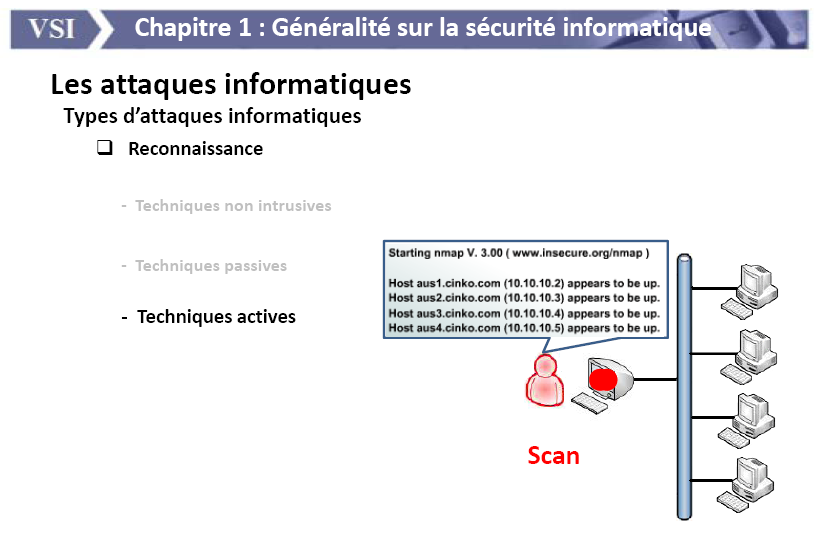 VSI
Chapitre 1 : Généralité sur la sécurité informatique
Les attaques informatiques
Types d’attaques informatiques
❑ Reconnaissance
- Techniques non intrusives
- Techniques passives
- Techniques actives
Starting nmap V. 3.00 ( www.insecure.org/nmap )
Host aus1.cinko.com (10.10.10.2) appears to be up.
Host aus2.cinko.com (10.10.10.3) appears to be up.
Host aus3.cinko.com (10.10.10.4) appears to be up.
Host aus4.cinko.com (10.10.10.5) appears to be up.
Scan